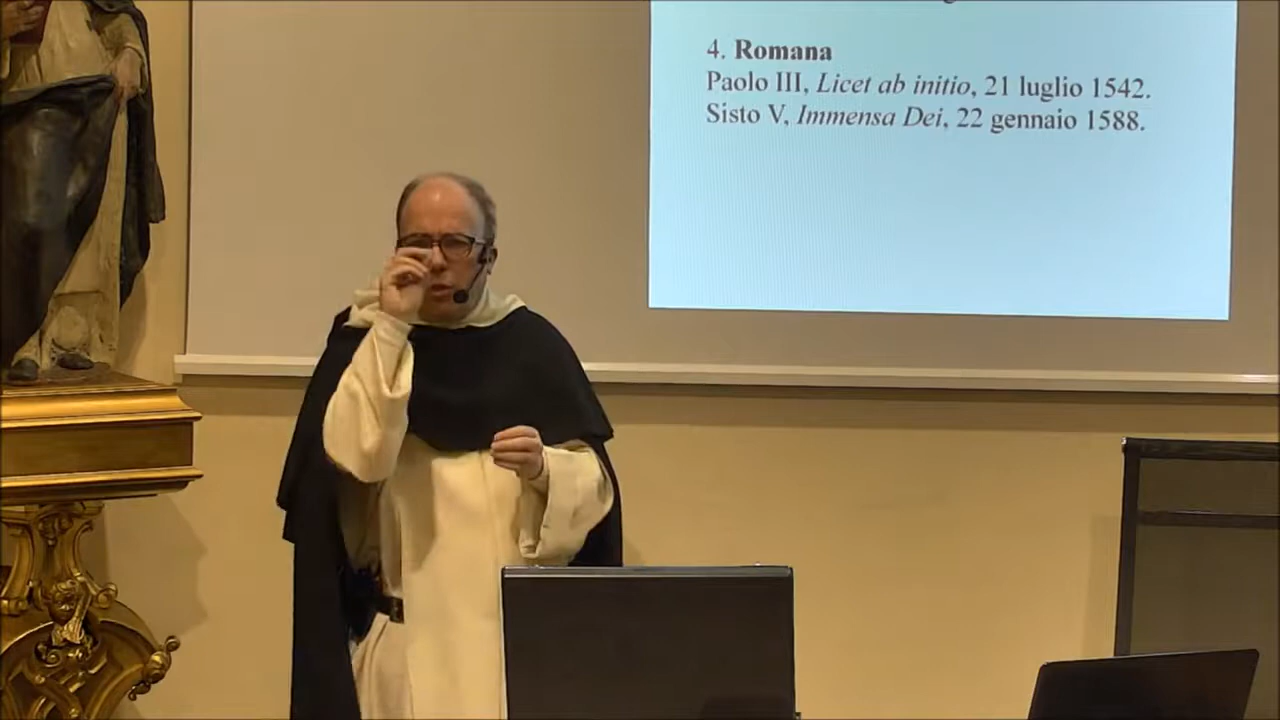 4. Romana
Paolo III, Licet ab initio, 21 luglio 1542.
Sisto V, Immensa Dei, 22 gennaio 1588.